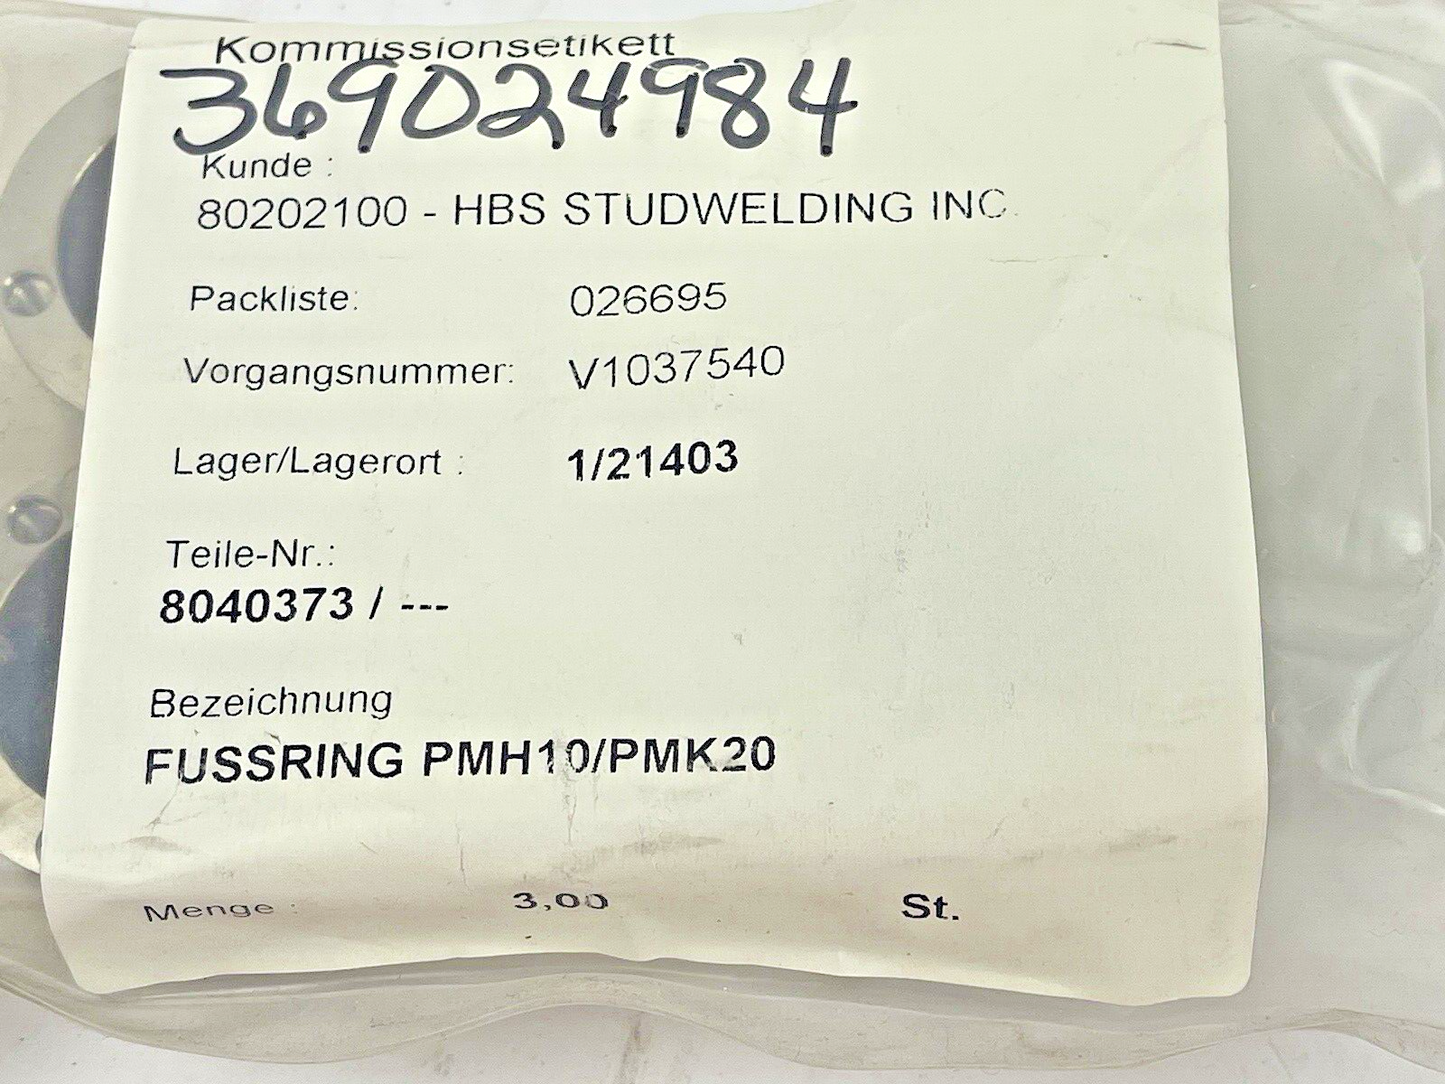 Kommissionsetikett
369024984
Kunde :
80202100 - HBS STUDWELDING INC.
Packliste: 026695
Vorgangsnummer: V1037540
Lager/Lagerort : 1/21403
Teile-Nr.:
8040373 / ---
Bezeichnung
FUSSRING PMH10/PMK20
Menge : 3,00 St.